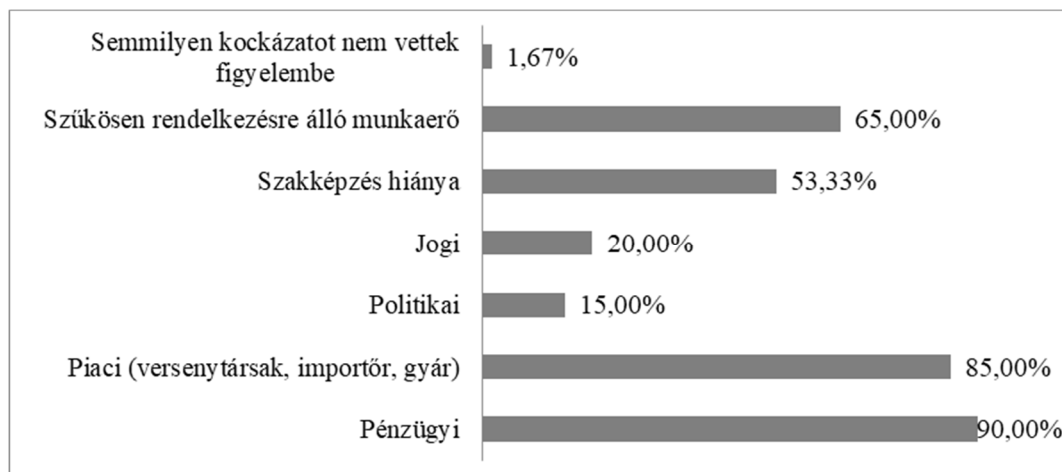 Semmilyen kockázatot nem vettek
figyelembe
1,67%
Szűkösen rendelkezésre álló munkaerő
65,00%
Szakképzés hiánya
53,33%
Jogi
20,00%
Politikai
15,00%
Piaci (versenytársak, importőr, gyár)
85,00%
Pénzügyi
90,00%